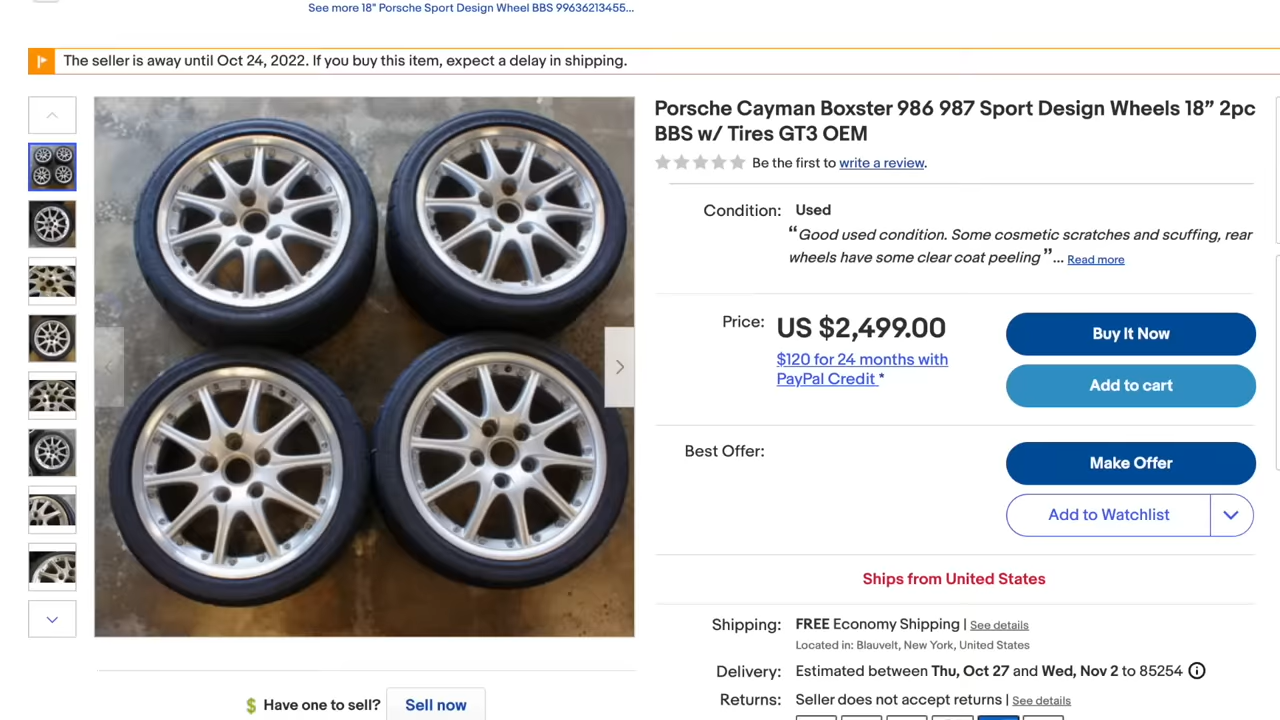 See more 18" Porsche Sport Design Wheel BBS 99636213455...
The seller is away until Oct 24, 2022. If you buy this item, expect a delay in shipping.
Porsche Cayman Boxster 986 987 Sport Design Wheels 18” 2pc
BBS w/ Tires GT3 OEM
Be the first to write a review.
Condition: Used
“Good used condition. Some cosmetic scratches and scuffing, rear
wheels have some clear coat peeling”... Read more
Price: US $2,499.00
Buy It Now
$120 for 24 months with
PayPal Credit *
Add to cart
Best Offer:
Make Offer
Add to Watchlist
Ships from United States
Shipping: FREE Economy Shipping | See details
Located in: Blauvelt, New York, United States
Delivery: Estimated between Thu, Oct 27 and Wed, Nov 2 to 85254
Returns: Seller does not accept returns | See details
Have one to sell? Sell now